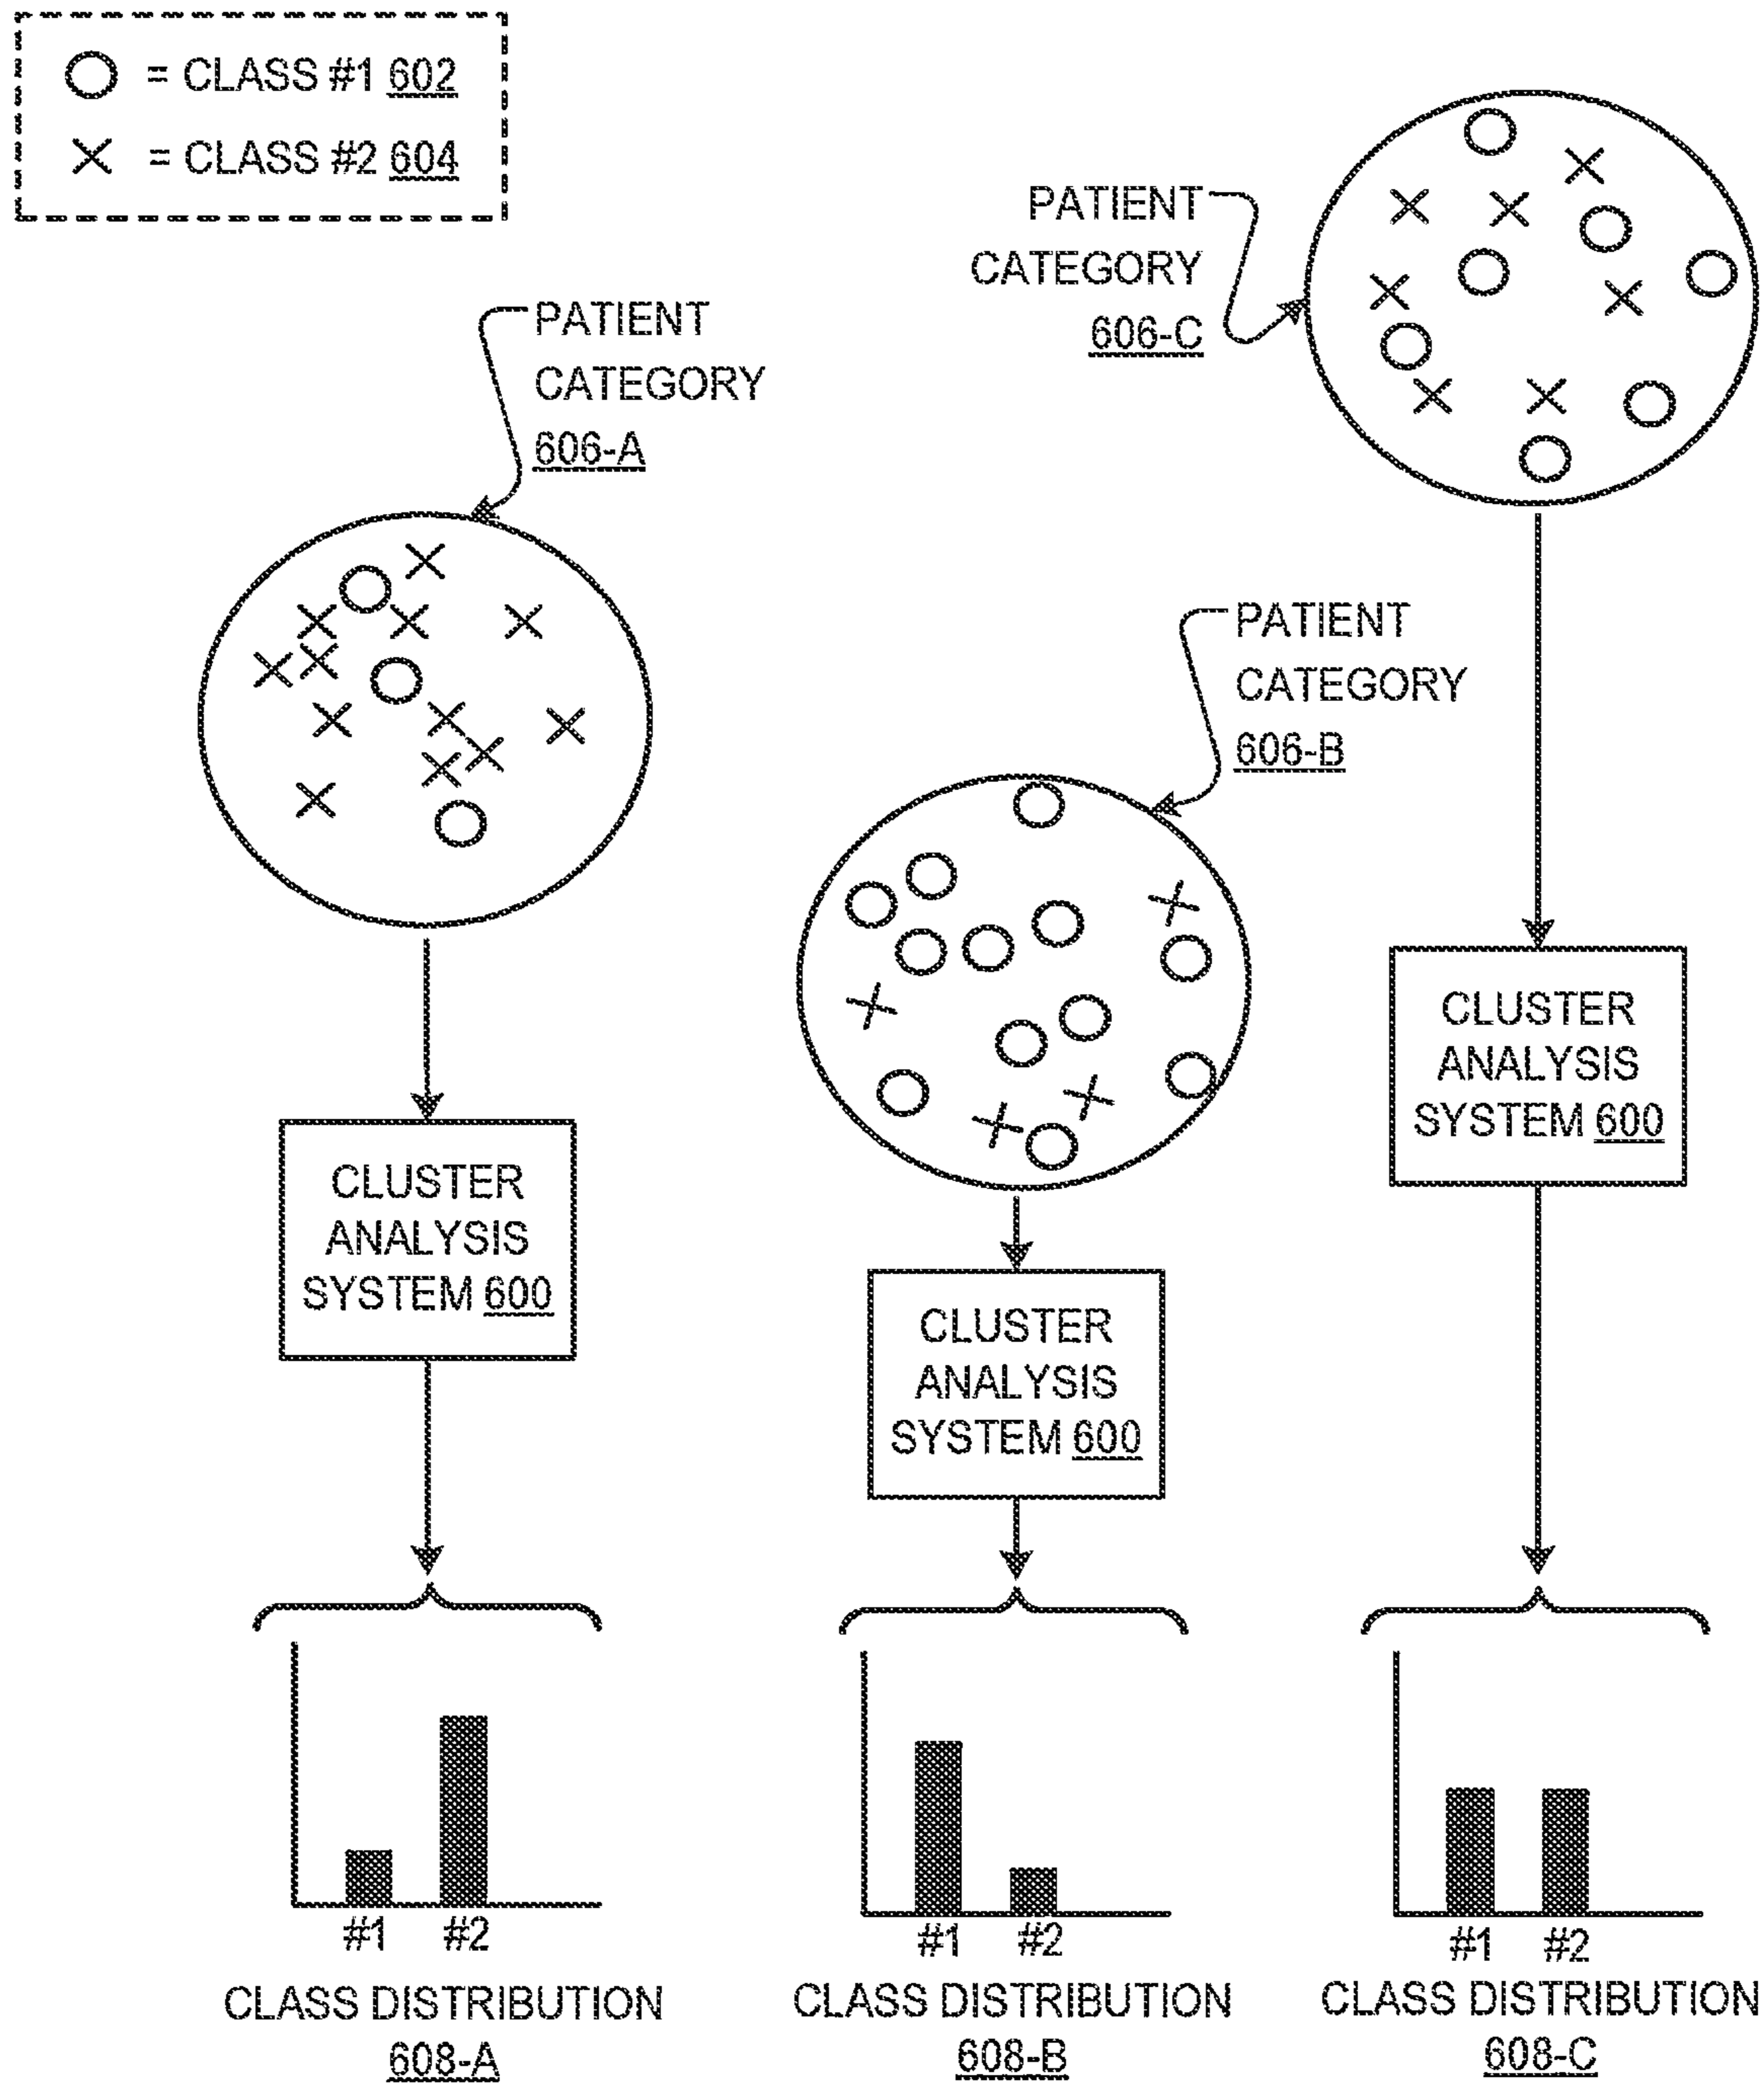 = CLASS #1 602
= CLASS #2 604
PATIENT
CATEGORY
606-C
PATIENT
CATEGORY
606-A
PATIENT
CATEGORY
606-B
CLUSTER
ANALYSIS
SYSTEM 600
CLUSTER
ANALYSIS
SYSTEM 600
CLUSTER
ANALYSIS
SYSTEM 600
#1 #2
CLASS DISTRIBUTION
608-A
#1 #2
CLASS DISTRIBUTION
608-B
#1 #2
CLASS DISTRIBUTION
608-C